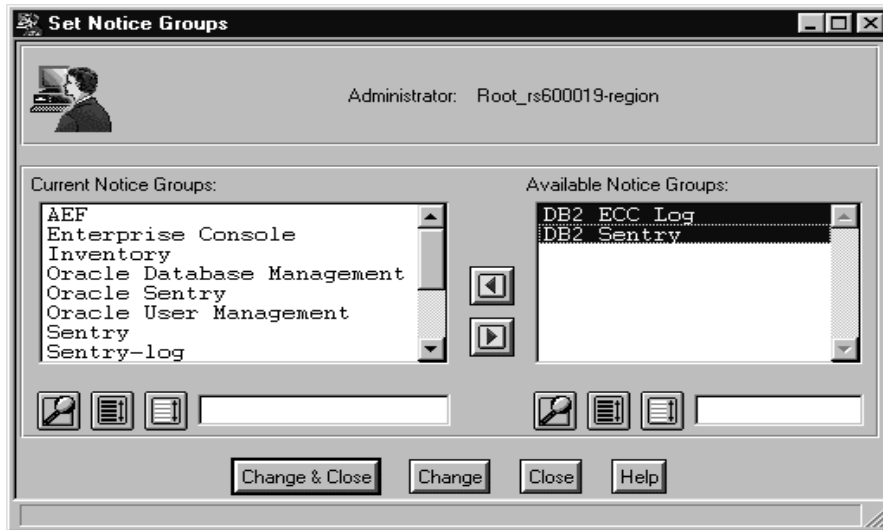 Set Notice Groups
Administrator: Root_rs600019-region
Current Notice Groups:
AEF
Enterprise Console
Inventory
Oracle Database Management
Oracle Sentry
Oracle User Management
Sentry
Sentry-log
Available Notice Groups:
DB2 ECC Log
DB2 Sentry
Change & Close
Change
Close
Help